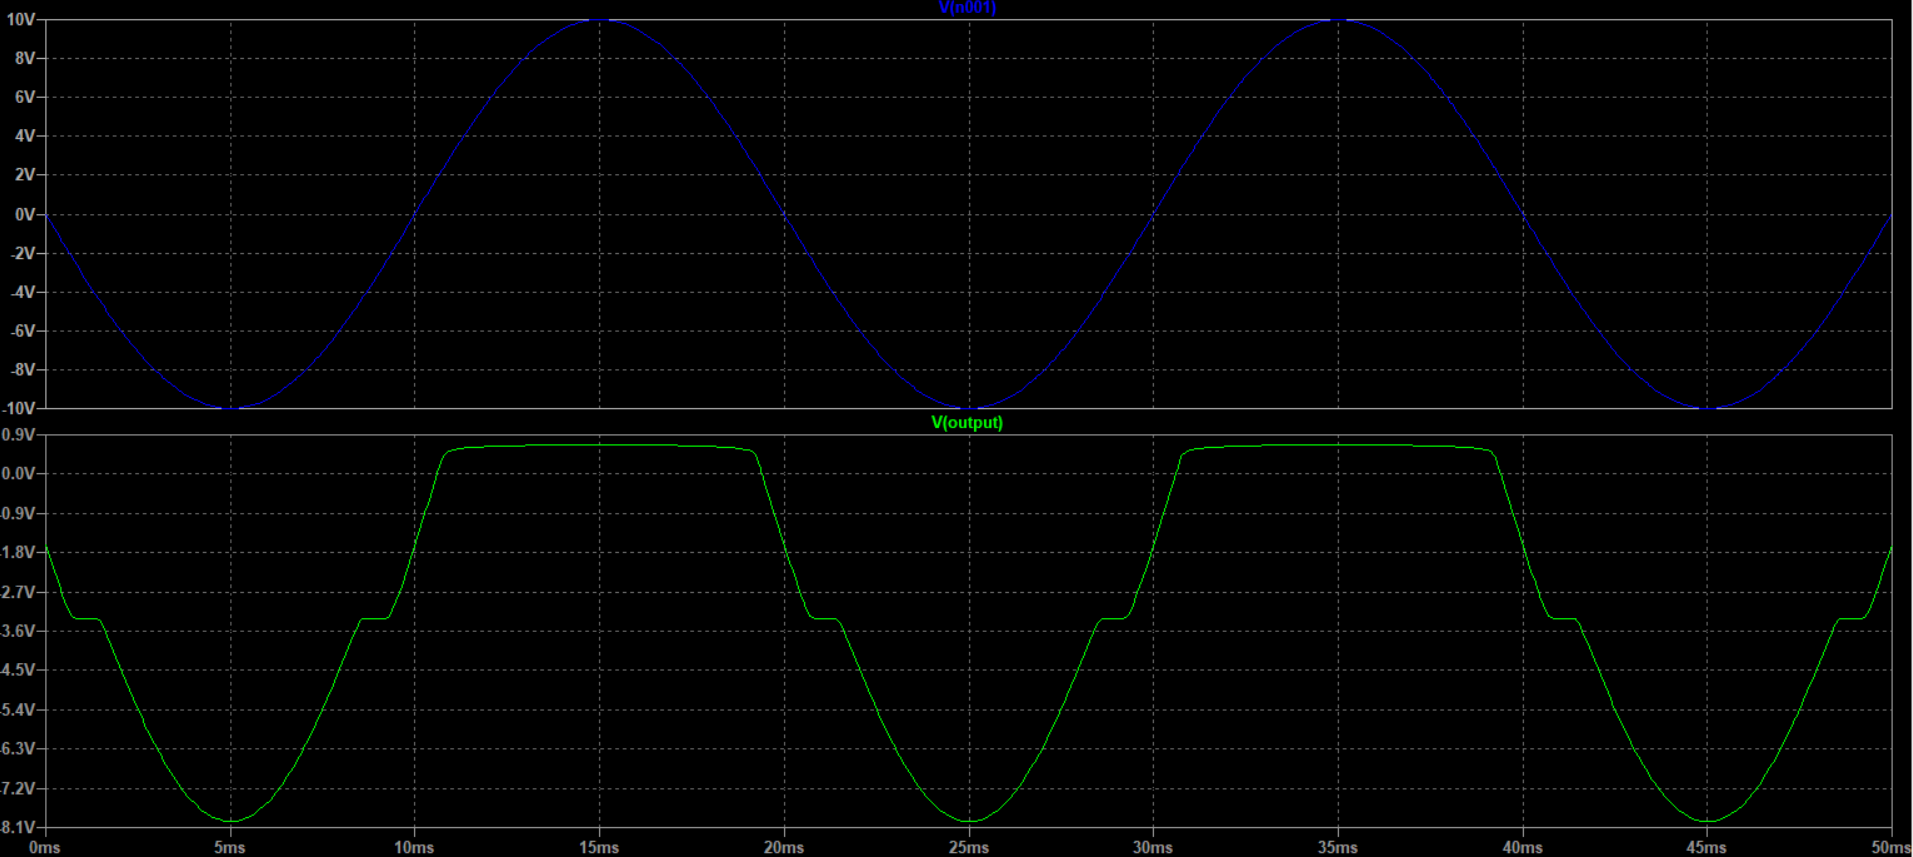 V(n001)
10V
8V
6V
4V
2V
0V
-2V
-4V
-6V
-8V
-10V
V(output)
0.9V
0.0V
-0.9V
-1.8V
-2.7V
-3.6V
-4.5V
-5.4V
-6.3V
-7.2V
-8.1V
0ms 5ms 10ms 15ms 20ms 25ms 30ms 35ms 40ms 45ms 50ms